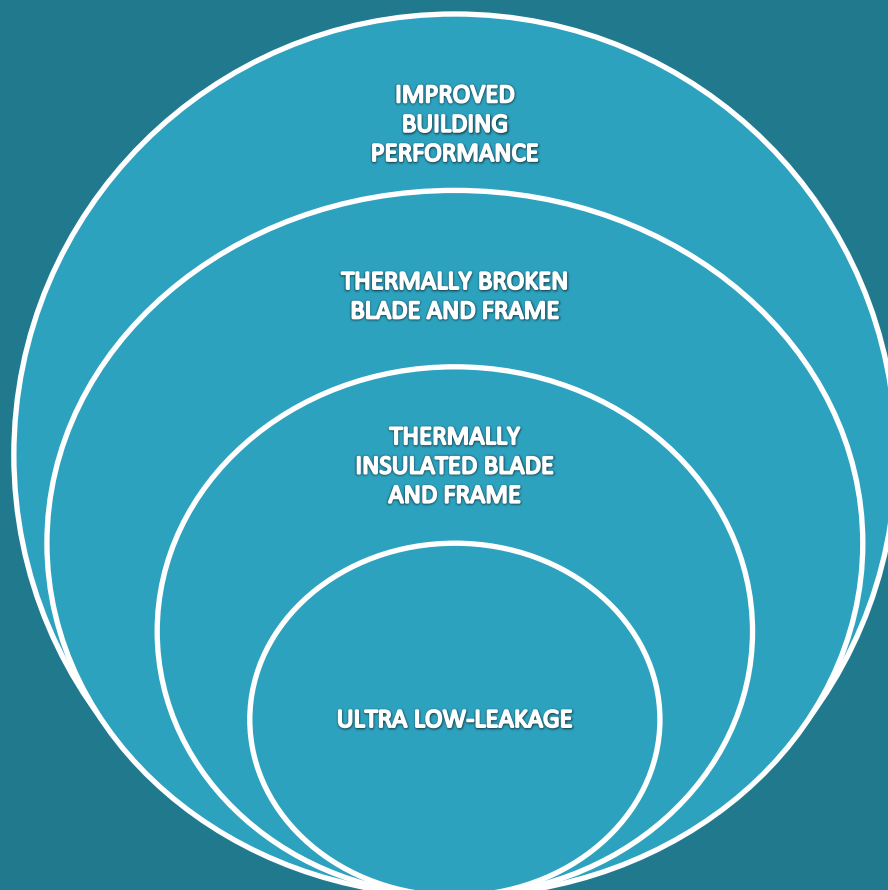 IMPROVED
BUILDING
PERFORMANCE
THERMALLY BROKEN
BLADE AND FRAME
THERMALLY
INSULATED BLADE
AND FRAME
ULTRA LOW-LEAKAGE